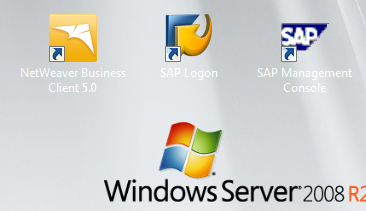 NetWeaver Business
Client 5.0
SAP Logon
SAP
SAP Management
Console
Windows Server 2008 R2